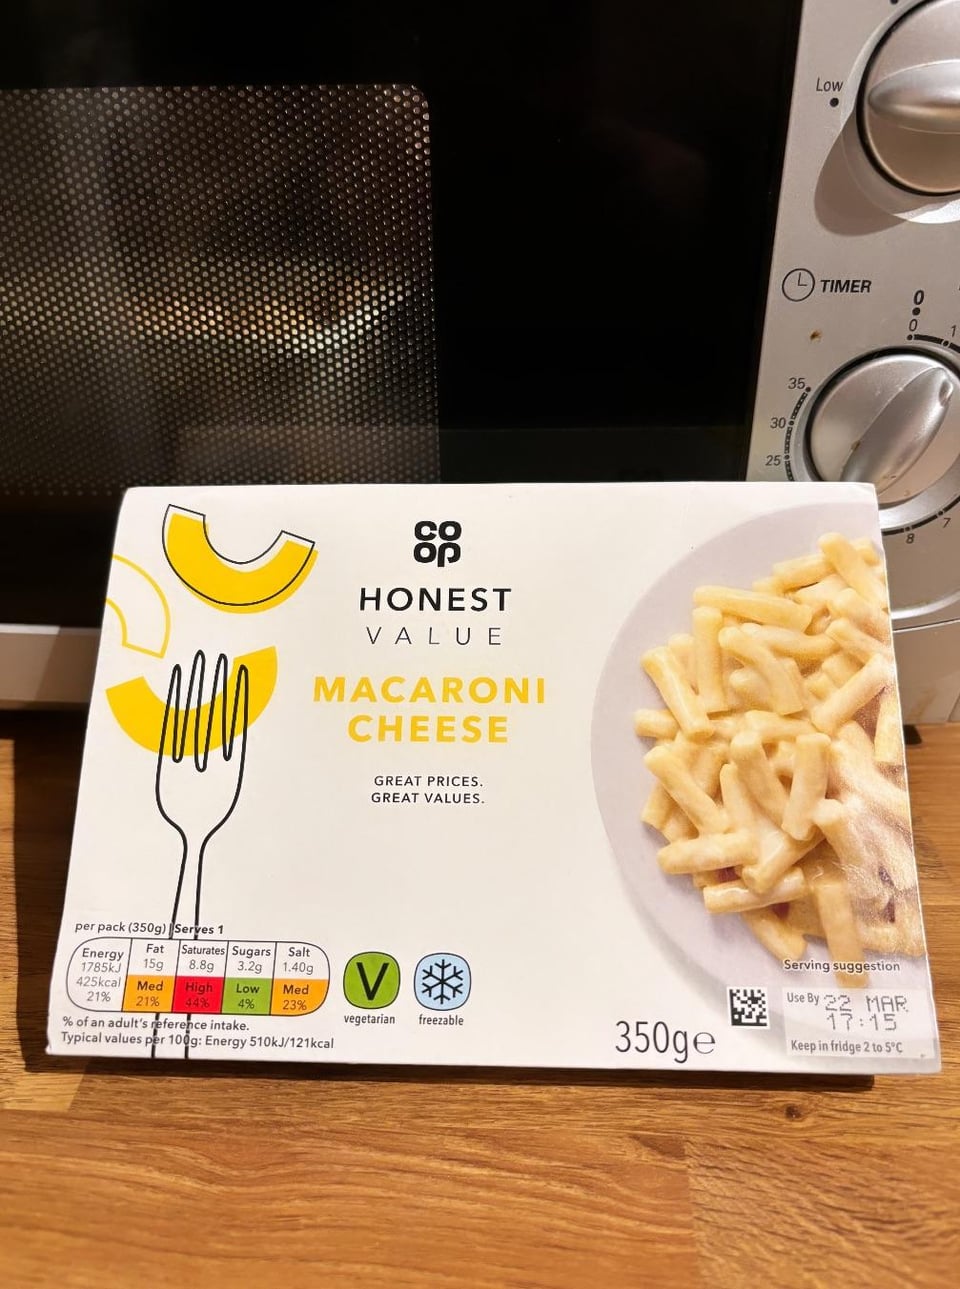 Low
TIMER
0
0 1
35
30
25
7
8
CO
OP
HONEST
VALUE
MACARONI
CHEESE
GREAT PRICES.
GREAT VALUES.
per pack (350g) Serves 1
Energy
1785kJ
425kcal
21%
Fat
15g
Med
21%
Saturates
8.8g
High
44%
Sugars
3.2g
Low
4%
Salt
1.40g
Med
23%
% of an adult's reference intake.
Typical values per 100g: Energy 510kJ/121kcal
V
vegetarian
freezable
350g℮
Serving suggestion
Use By 22 MAR
17:15
Keep in fridge 2 to 5°C